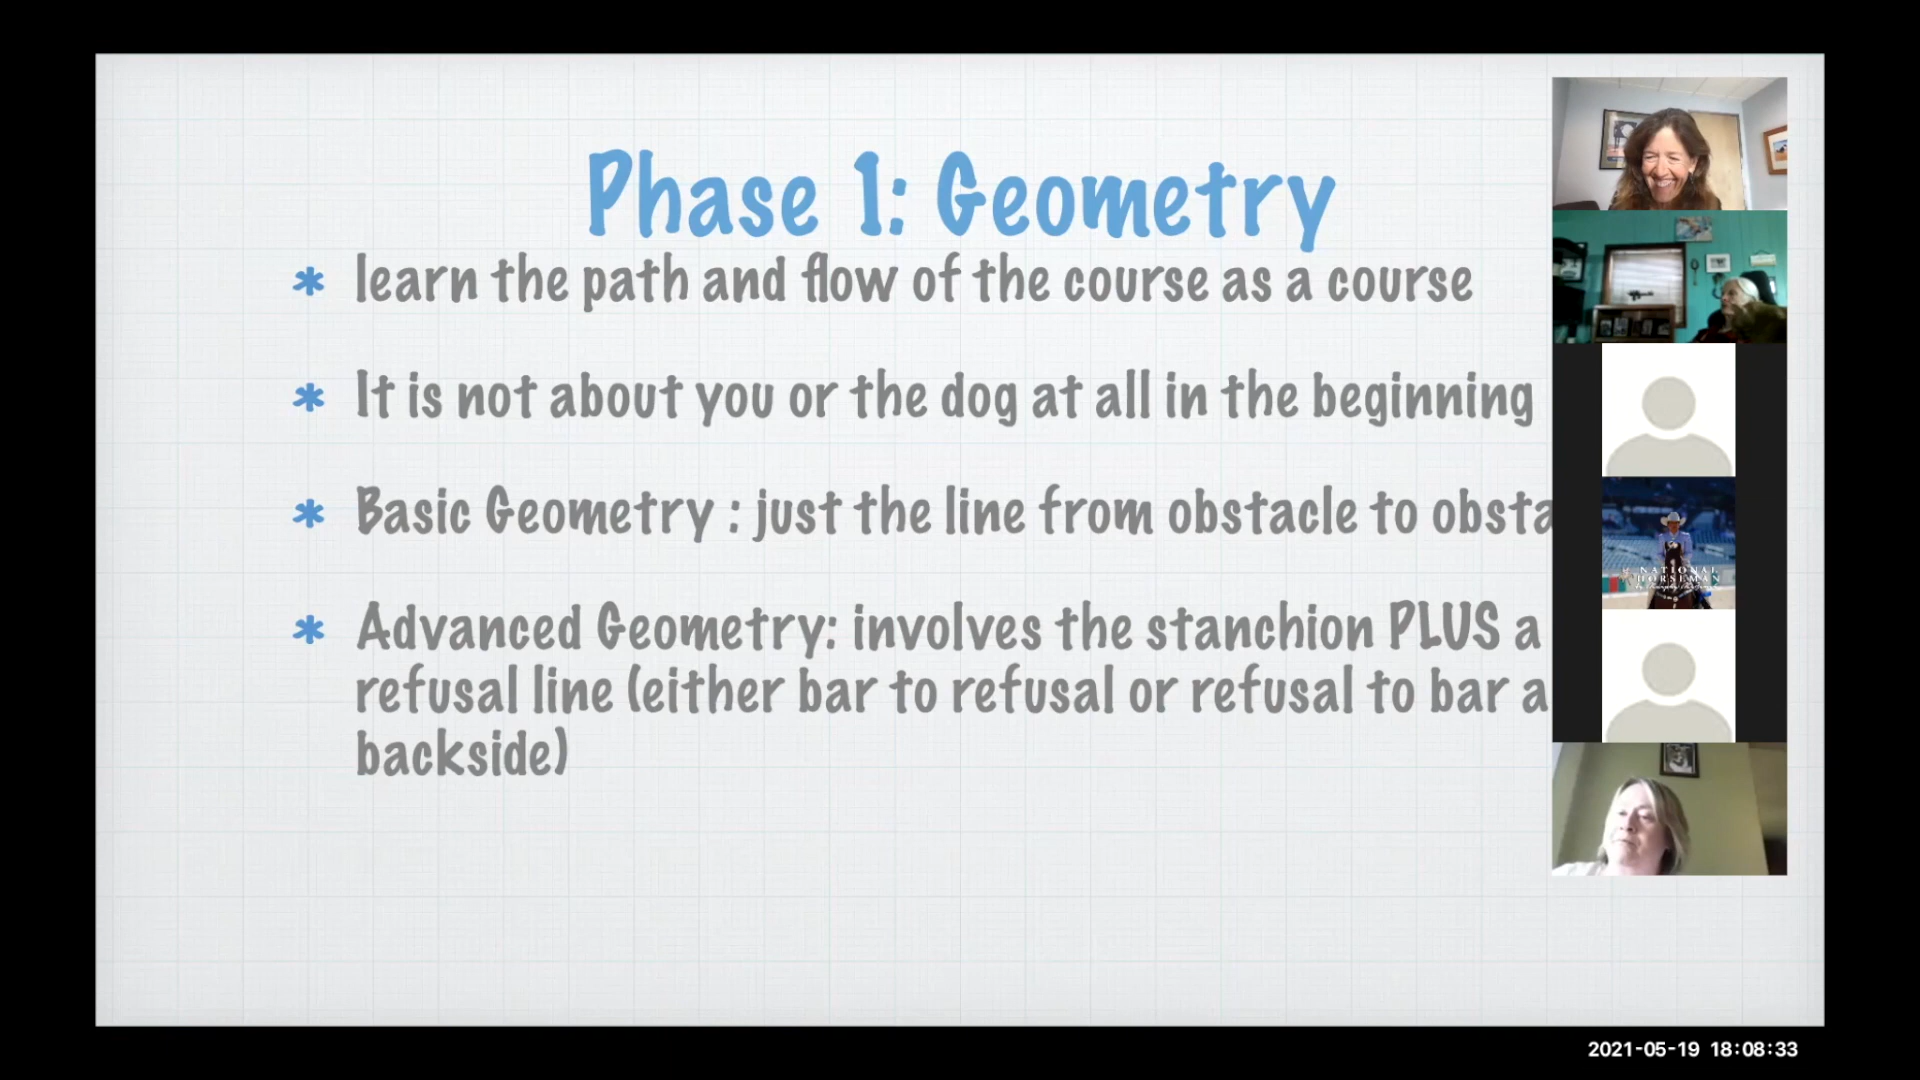 Phase 1: Geometry
* learn the path and flow of the course as a course
* It is not about you or the dog at all in the beginning
* Basic Geometry : just the line from obstacle to obsta
* Advanced Geometry: involves the stanchion PLUS a
refusal line (either bar to refusal or refusal to bar a
backside)
NATIONAL
HORSEMAN
2021-05-19 18:08:33